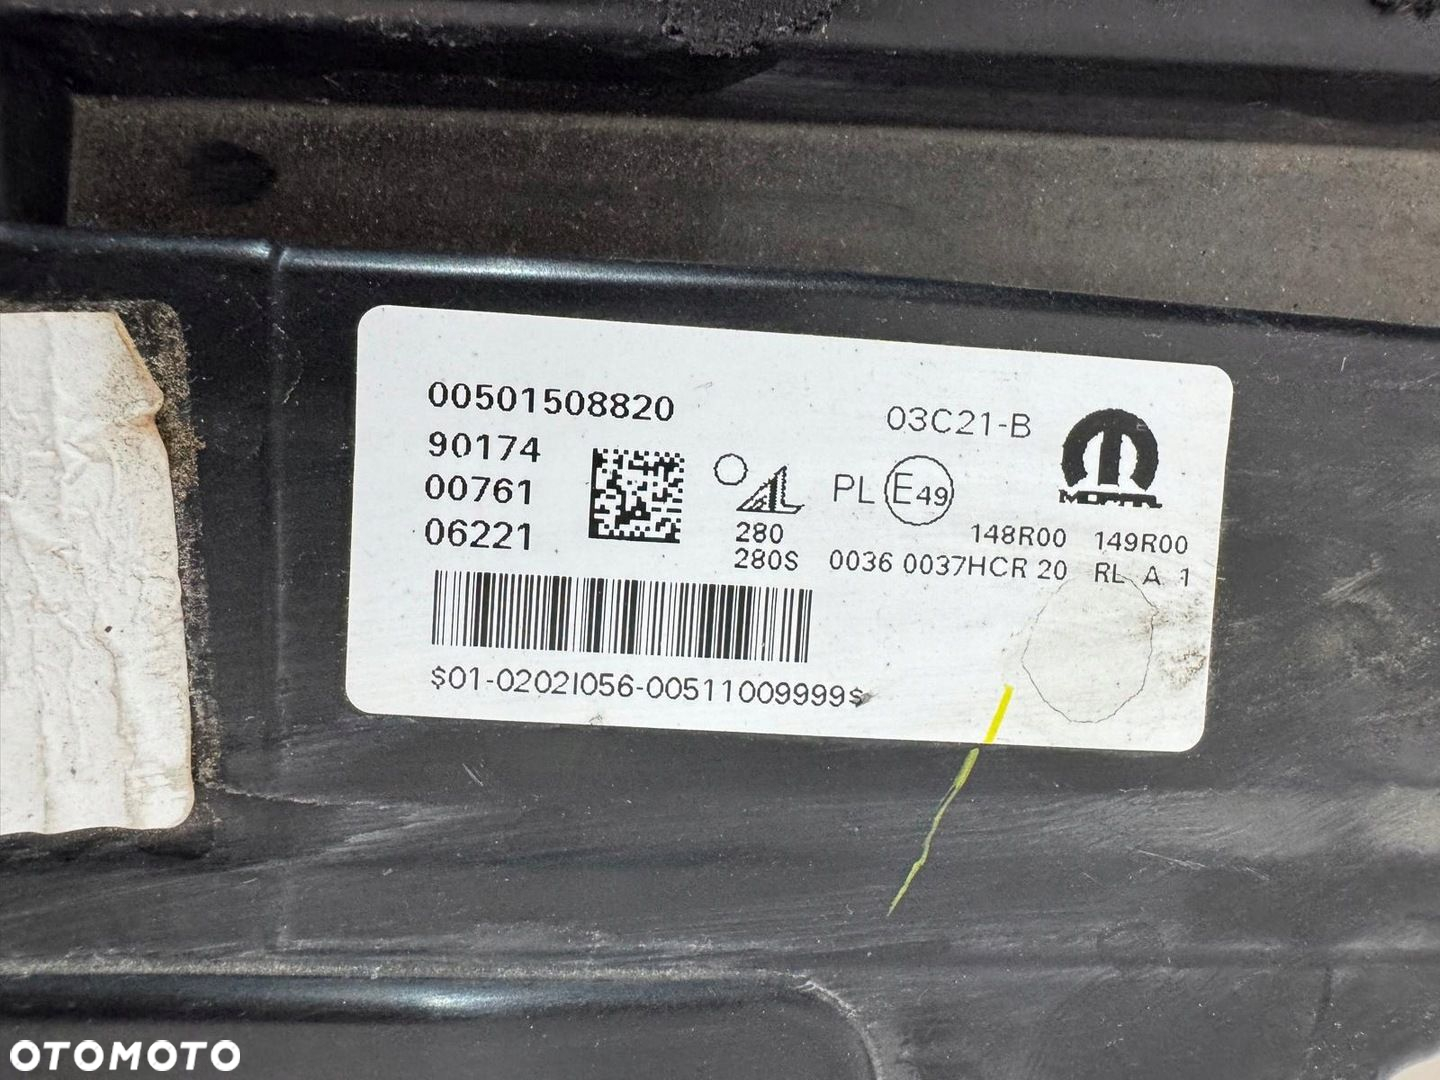 00501508820
03C21-B
90174
00761
06221
MOPAR
PL E49
280
280S
148R00 149R00
0036 0037HCR 20 RL A 1
$01-0202I056-00511009999$
OTOMOTO